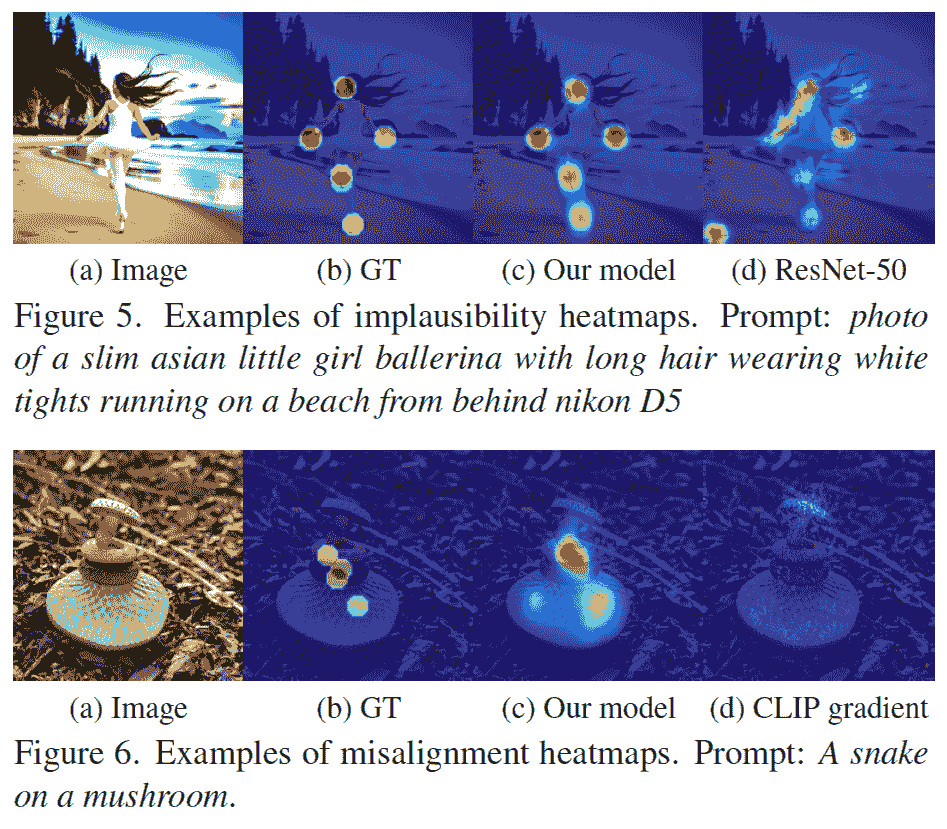 (a) Image (b) GT (c) Our model (d) ResNet-50
Figure 5. Examples of implausibility heatmaps. Prompt: photo
of a slim asian little girl ballerina with long hair wearing white
tights running on a beach from behind nikon D5
(a) Image (b) GT (c) Our model (d) CLIP gradient
Figure 6. Examples of misalignment heatmaps. Prompt: A snake
on a mushroom.